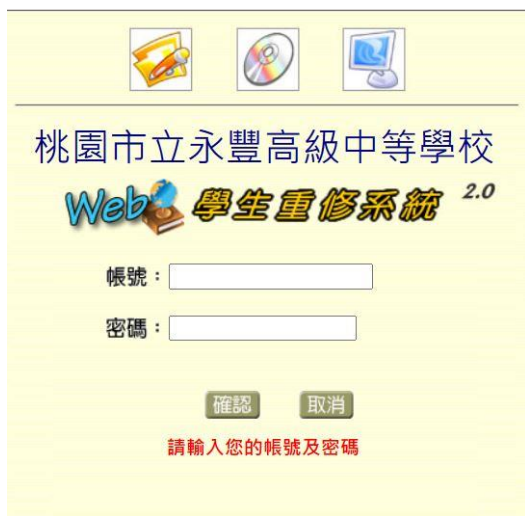 桃園市立永豐高級中等學校
Web 學生重修系統 2.0
帳號：
密碼：
確認 取消
請輸入您的帳號及密碼